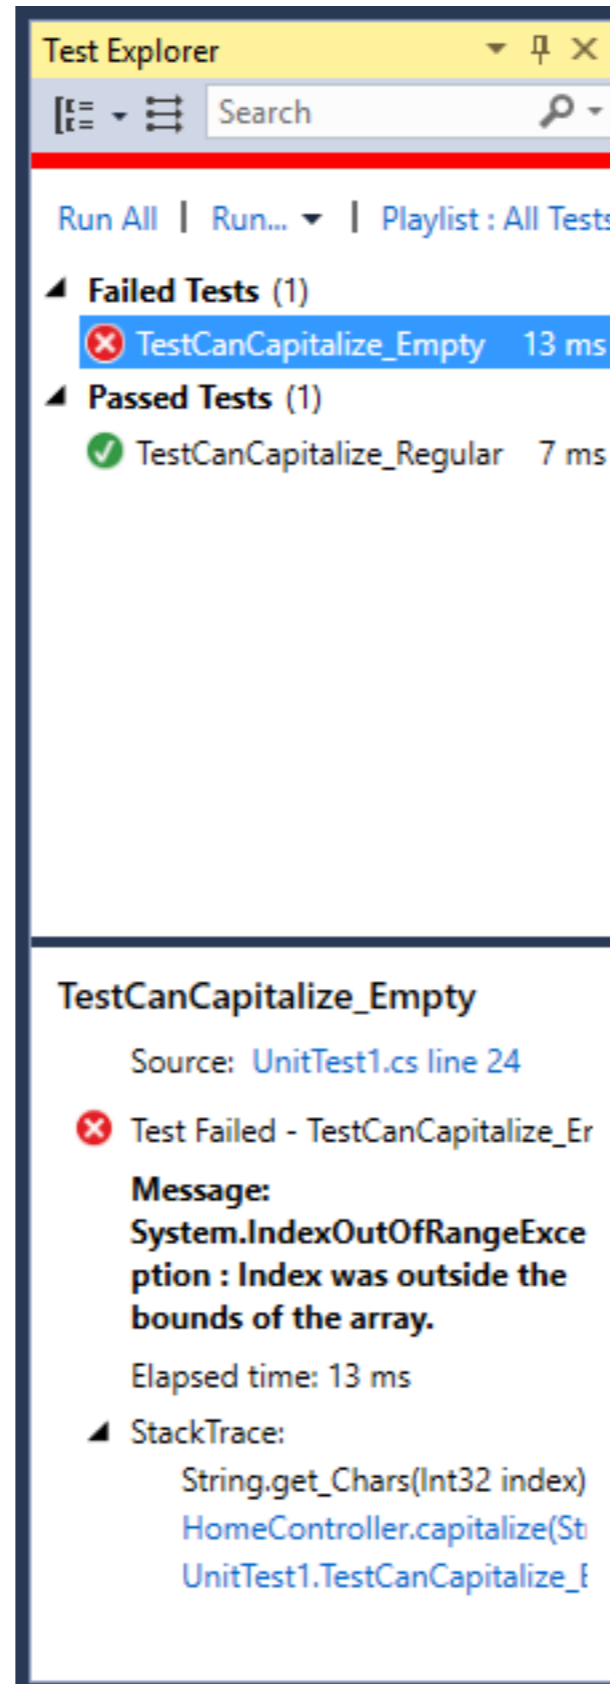 Test Explorer
Search
Run All | Run... | Playlist : All Tests
Failed Tests (1)
TestCanCapitalize_Empty 13 ms
Passed Tests (1)
TestCanCapitalize_Regular 7 ms
TestCanCapitalize_Empty
Source: UnitTest1.cs line 24
Test Failed - TestCanCapitalize_Er
Message:
System.IndexOutOfRangeExce
ption : Index was outside the
bounds of the array.
Elapsed time: 13 ms
StackTrace:
String.get_Chars(Int32 index)
HomeController.capitalize(St
UnitTest1.TestCanCapitalize_E